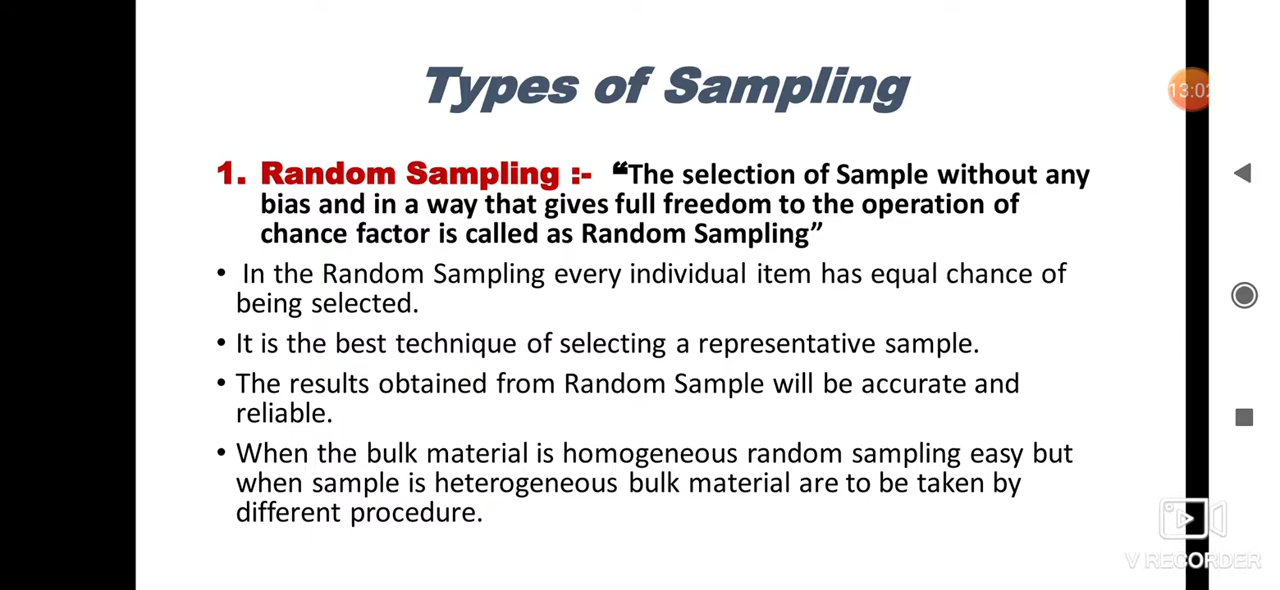 Types of Sampling
13:02
1. Random Sampling :- ❝The selection of Sample without any
bias and in a way that gives full freedom to the operation of
chance factor is called as Random Sampling”
• In the Random Sampling every individual item has equal chance of
being selected.
• It is the best technique of selecting a representative sample.
• The results obtained from Random Sample will be accurate and
reliable.
• When the bulk material is homogeneous random sampling easy but
when sample is heterogeneous bulk material are to be taken by
different procedure.
V RECORDER